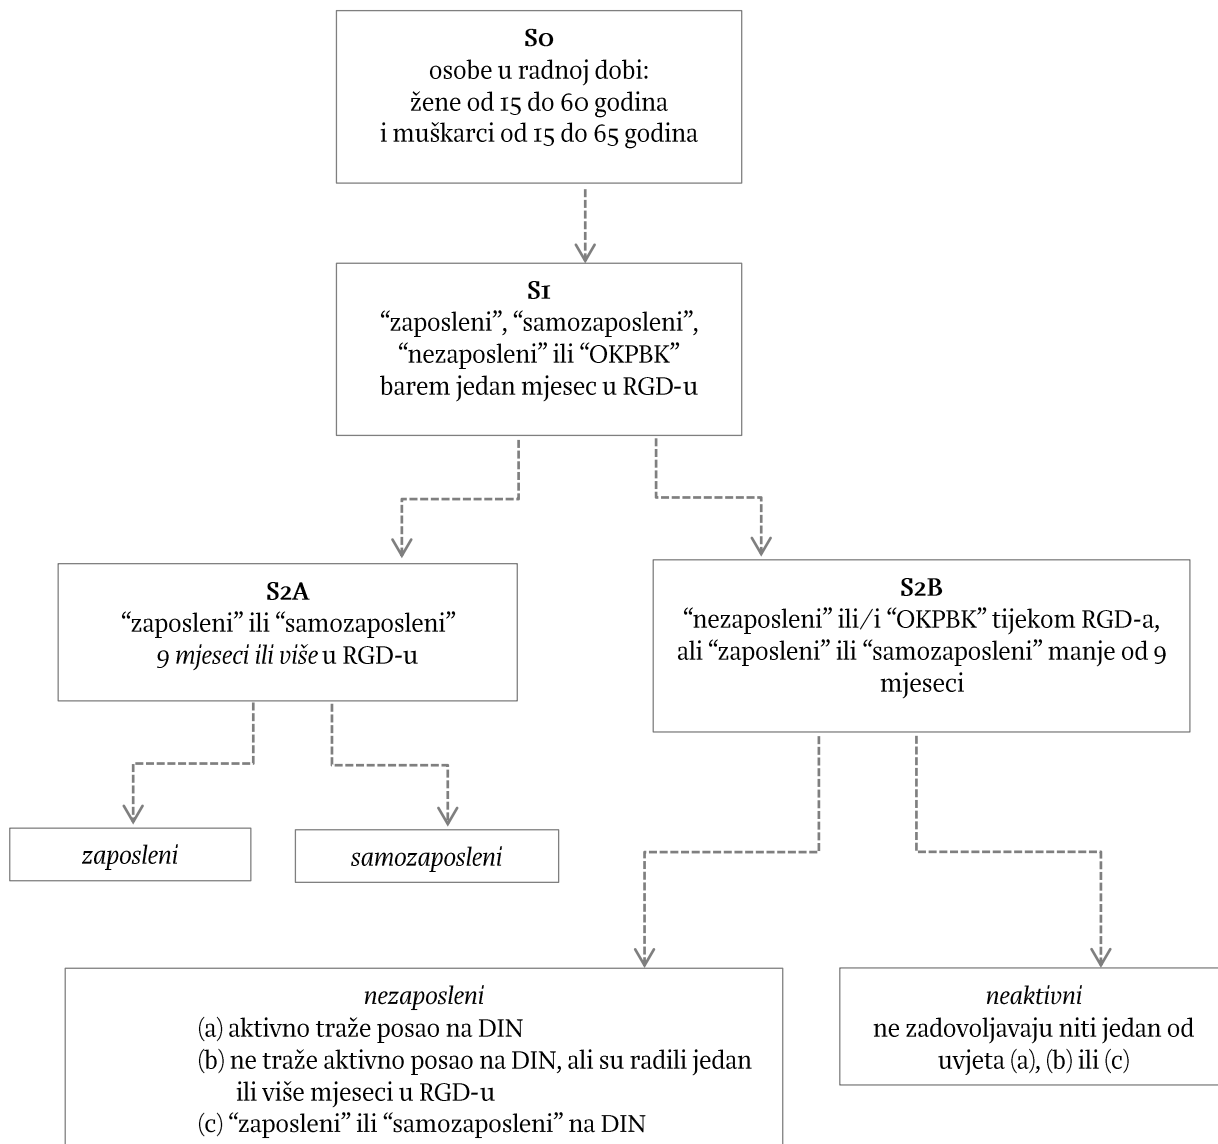 S0
osobe u radnoj dobi:
žene od 15 do 60 godina
i muškarci od 15 do 65 godina
S1
“zaposleni”, “samozaposleni”,
“nezaposleni” ili “OKPBK”
barem jedan mjesec u RGD-u
S2A
“zaposleni” ili “samozaposleni”
9 mjeseci ili više u RGD-u
S2B
“nezaposleni” ili/i “OKPBK” tijekom RGD-a,
ali “zaposleni” ili “samozaposleni” manje od 9
mjeseci
zaposleni
samozaposleni
nezaposleni
(a) aktivno traže posao na DIN
(b) ne traže aktivno posao na DIN, ali su radili jedan
ili više mjeseci u RGD-u
(c) “zaposleni” ili “samozaposleni” na DIN
neaktivni
ne zadovoljavaju niti jedan od
uvjeta (a), (b) ili (c)